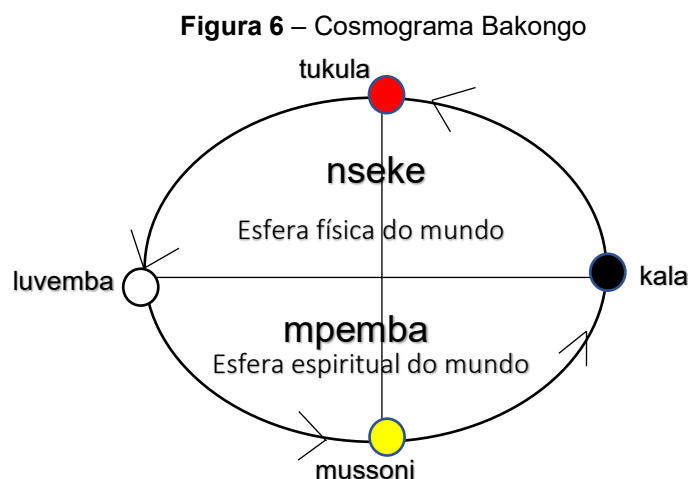 Figura 6 – Cosmograma Bakongo
tukula
nseke
Esfera física do mundo
luvemba
kala
mpemba
Esfera espiritual do mundo
mussoni